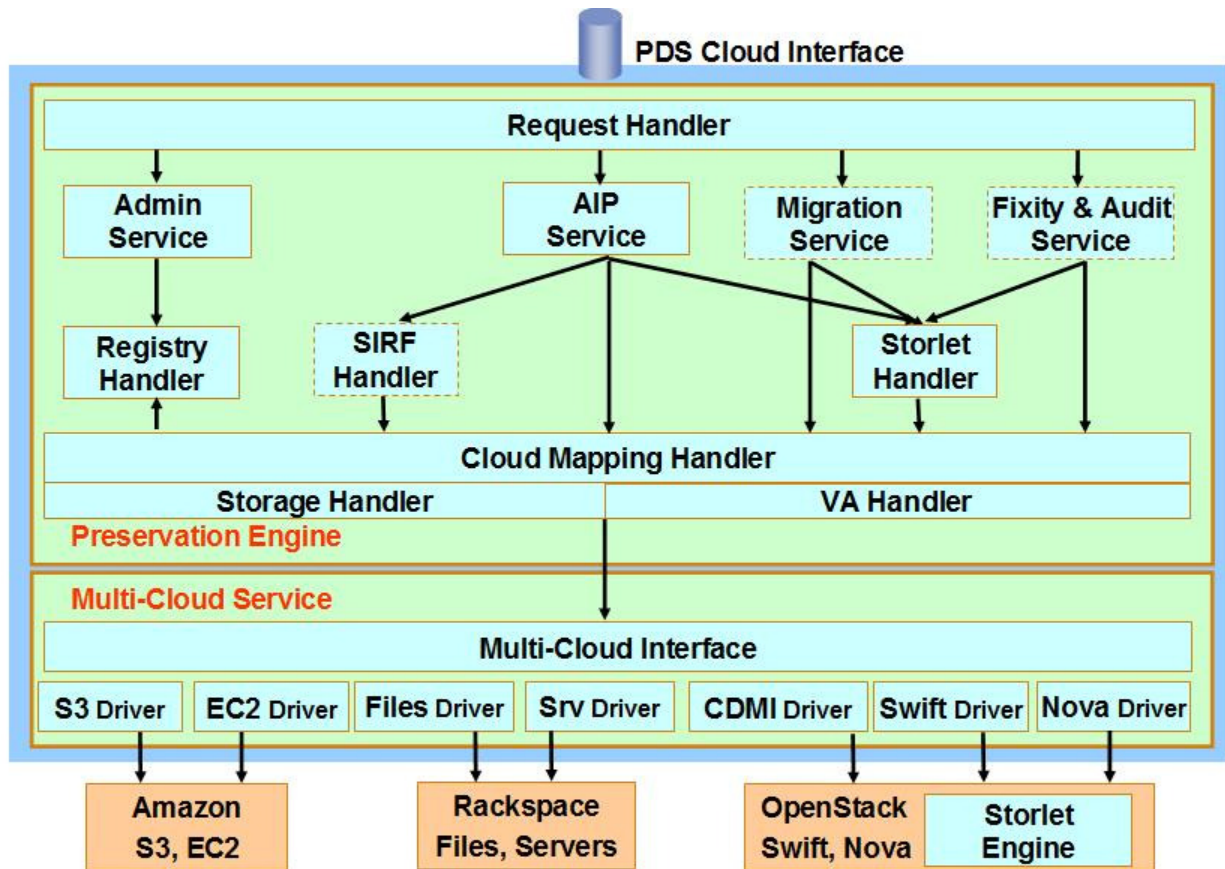 PDS Cloud Interface
Request Handler
Admin
Service
AIP
Service
Migration
Service
Fixity & Audit
Service
Registry
Handler
SIRF
Handler
Storlet
Handler
Cloud Mapping Handler
Storage Handler
VA Handler
Preservation Engine
Multi-Cloud Service
Multi-Cloud Interface
S3 Driver
EC2 Driver
Files Driver
Srv Driver
CDMI Driver
Swift Driver
Nova Driver
Amazon
S3, EC2
Rackspace
Files, Servers
OpenStack
Swift, Nova
Storlet
Engine